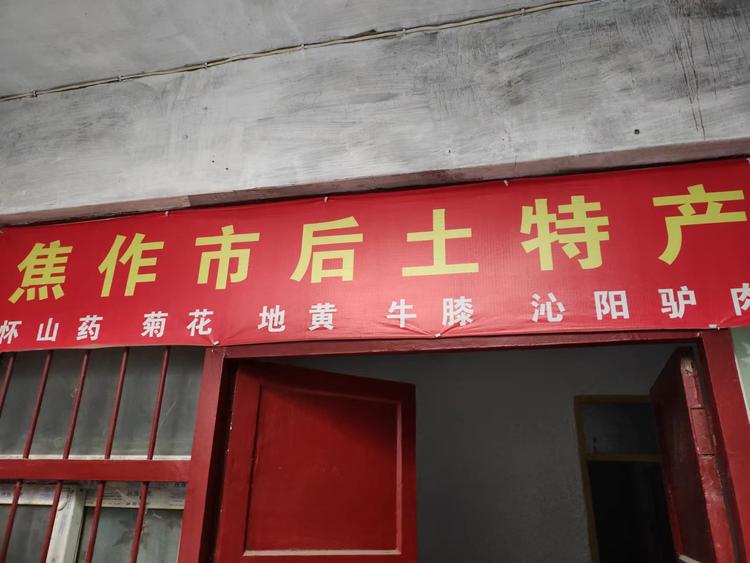 焦作市后土特产
怀山药 菊花 地黄 牛膝 沁阳驴肉